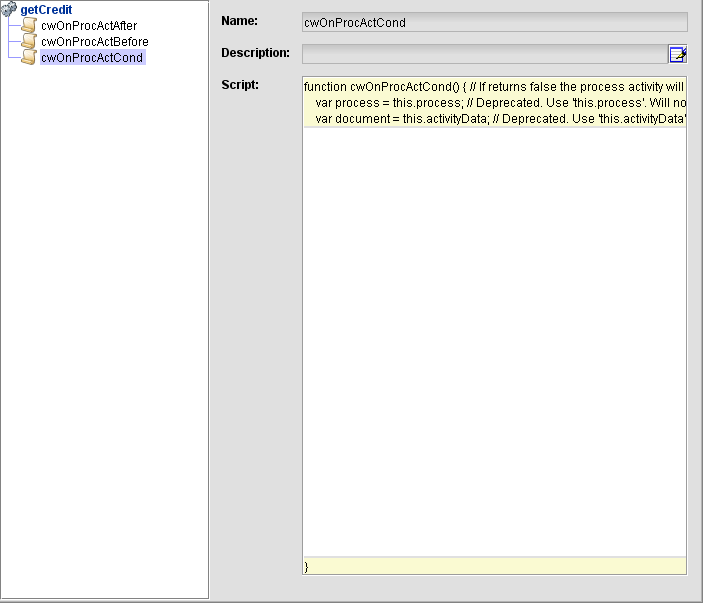 getCredit
cwOnProcActAfter
cwOnProcActBefore
cwOnProcActCond
Name:
cwOnProcActCond
Description:
Script:
function cwOnProcActCond() { // If returns false the process activity will
var process = this.process; // Deprecated. Use 'this.process'. Will no
var document = this.activityData; // Deprecated. Use 'this.activityData'
}